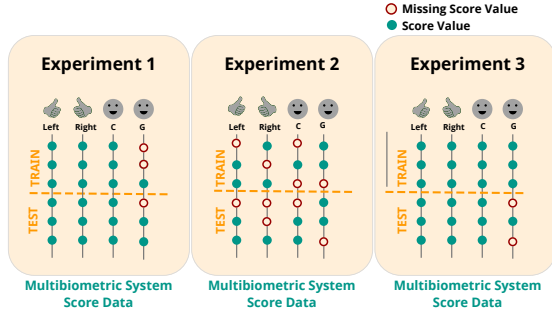 Missing Score Value
Score Value
Experiment 1
Left Right C G
TRAIN
TEST
Multibiometric System
Score Data
Experiment 2
Left Right C G
TRAIN
TEST
Multibiometric System
Score Data
Experiment 3
Left Right C G
TRAIN
TEST
Multibiometric System
Score Data